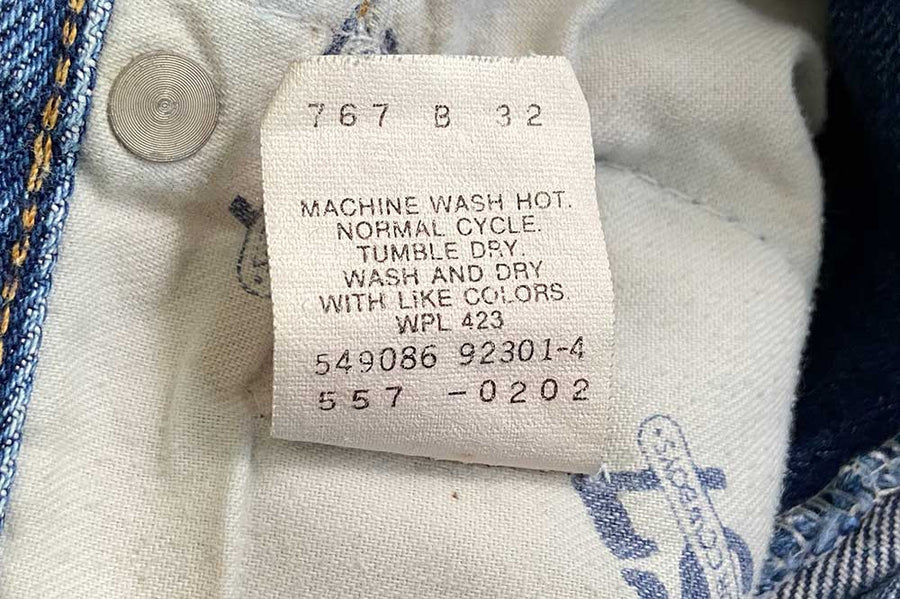 767 B 32
MACHINE WASH HOT.
NORMAL CYCLE.
TUMBLE DRY.
WASH AND DRY
WITH LIKE COLORS
WPL 423
549086 92301-4
557 -0202